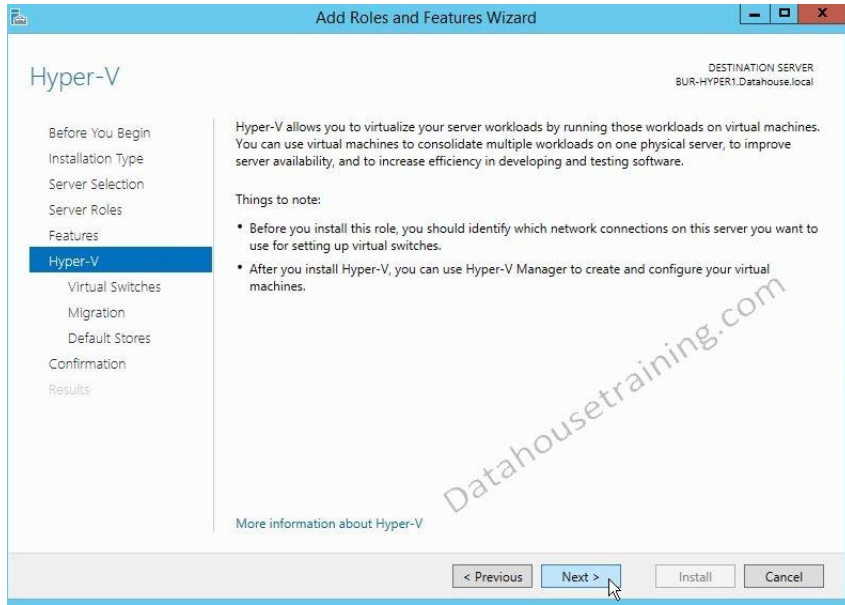 Add Roles and Features Wizard
Hyper-V
DESTINATION SERVER
BUR-HYPER1.Datahouse.local
Before You Begin
Installation Type
Server Selection
Server Roles
Features
Hyper-V
Virtual Switches
Migration
Default Stores
Confirmation
Results
Hyper-V allows you to virtualize your server workloads by running those workloads on virtual machines.
You can use virtual machines to consolidate multiple workloads on one physical server, to improve
server availability, and to increase efficiency in developing and testing software.
Things to note:
• Before you install this role, you should identify which network connections on this server you want to
use for setting up virtual switches.
• After you install Hyper-V, you can use Hyper-V Manager to create and configure your virtual
machines.
Datahousetraining.com
More information about Hyper-V
< Previous
Next >
Install
Cancel